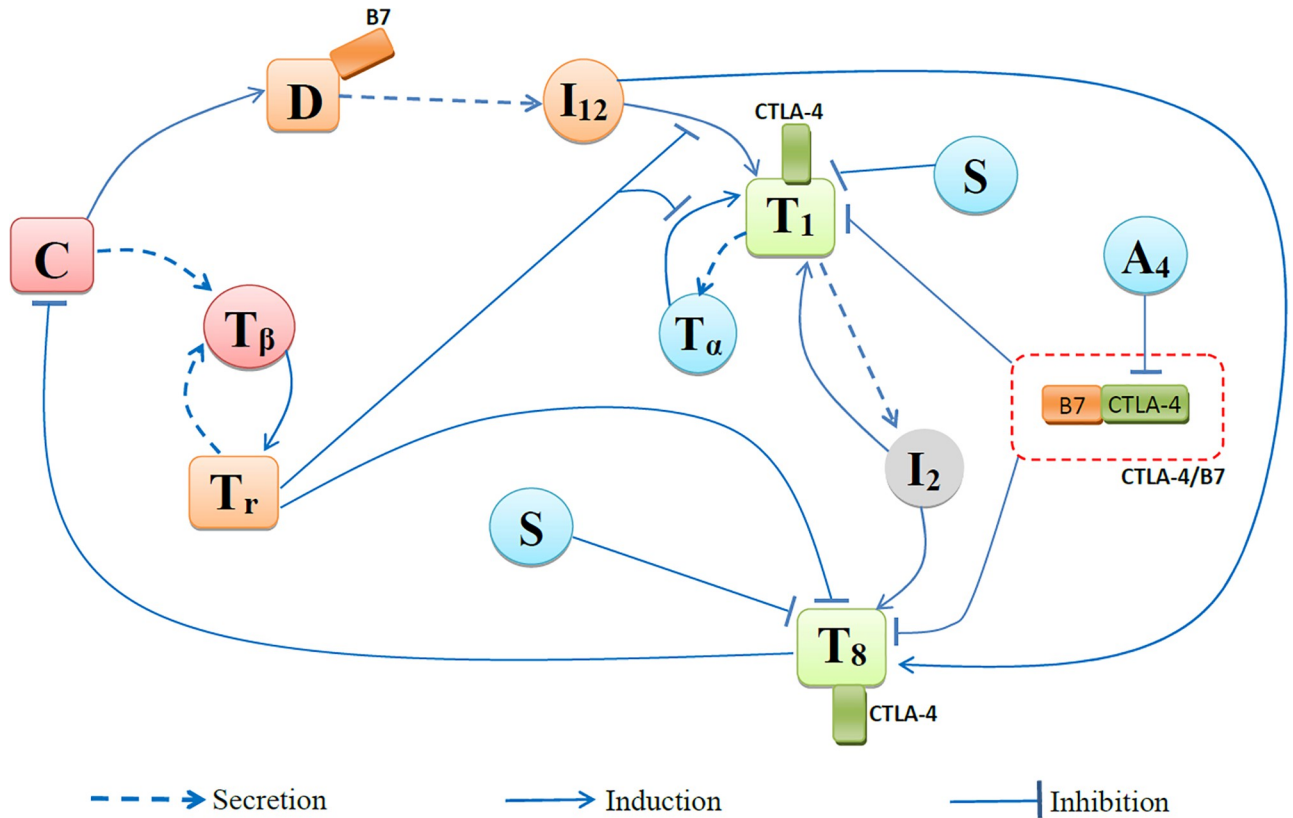 B7
D
I12
CTLA-4
S
T1
C
A4
Tβ
Tα
B7 CTLA-4
CTLA-4/B7
I2
Tr
S
T8
CTLA-4
Secretion
Induction
Inhibition